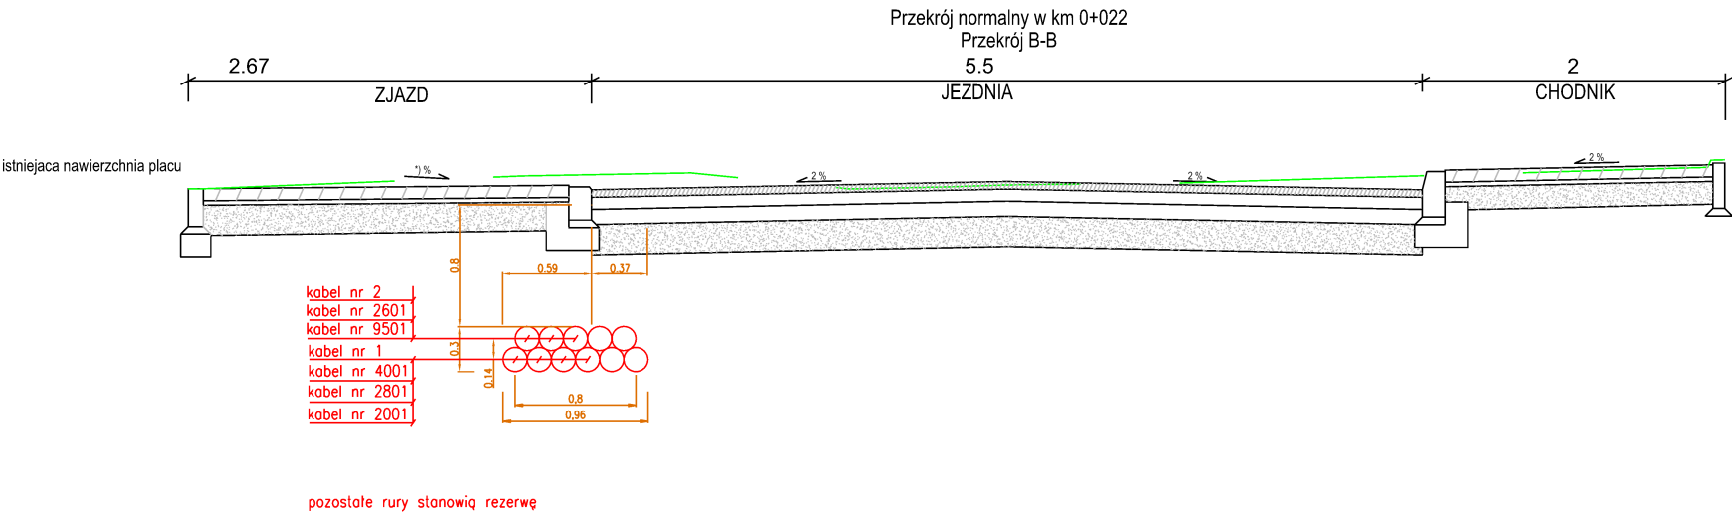 Przekrój normalny w km 0+022
Przekrój B-B
2.67
5.5
2
ZJAZD
JEZDNIA
CHODNIK
istniejaca nawierzchnia placu
*) %
2 %
2 %
2 %
0.8
0.59
0.37
kabel nr 2
kabel nr 2601
kabel nr 9501
kabel nr 1
kabel nr 4001
kabel nr 2801
kabel nr 2001
0.3
0.14
0,8
0.96
pozostałe rury stanowią rezerwę